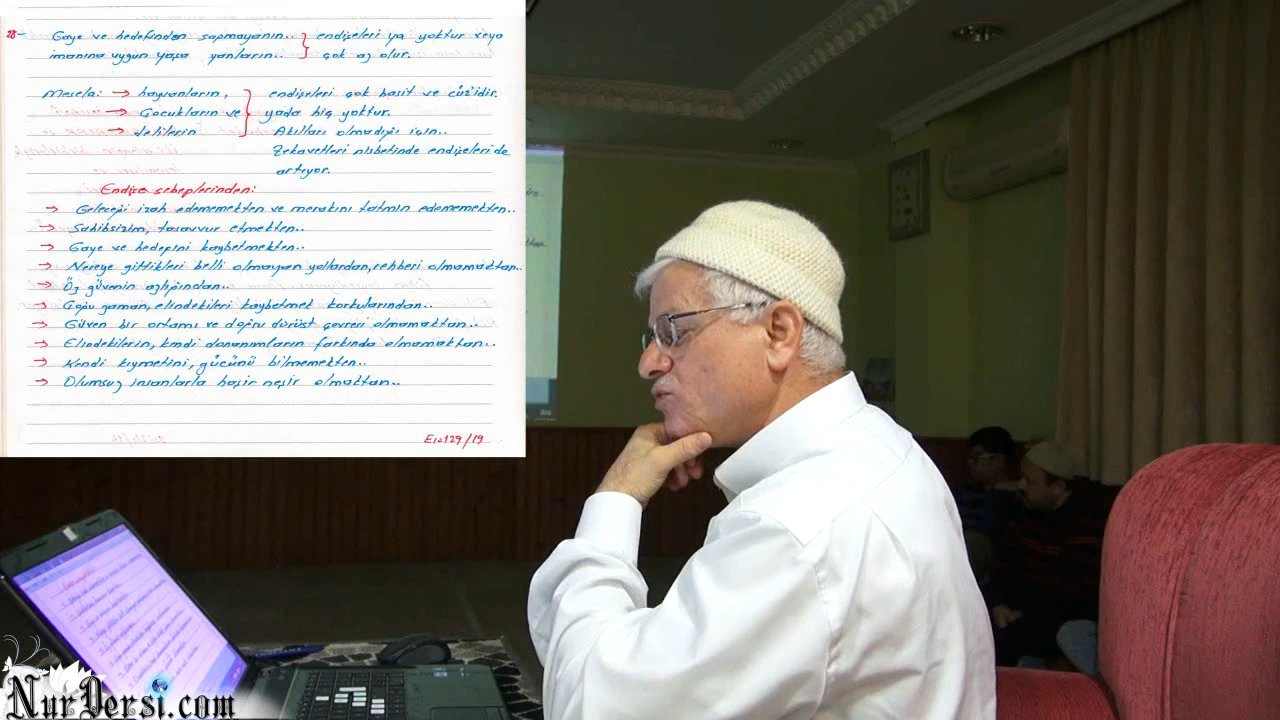 28- Gaye ve hedefinden sapmayanın.. } endişeleri ya yoktur veya
imanına uygun yaşa yanların.. } çok az olur.
Mesela: → hayvanların, } endişeleri çok basit ve cüz'idir.
→ Çocukların ve } yada hiç yoktur.
→ delilerin } Akılları olmadığı için..
Zekavetleri nisbetinde endişeleri de
artıyor.
Endişe sebeplerinden:
→ Geleceği izah edememekten ve merakını tatmin edememekten..
→ Sahibsizim, tasavvur etmekten..
→ Gaye ve hedefini kaybetmekten..
→ Nereye gittikleri belli olmayan yollardan, rehberi olmamaktan..
→ Öz güvenin azlığından..
→ Çoğu zaman, elindekileri kaybetmek korkularından..
→ Güven bir ortamı ve doğru dürüst çevresi olmamaktan..
→ Elindekilerin, kendi donanımların farkında olmamaktan..
→ Kendi kıymetini, gücünü bilmemekten..
→ Olumsuz insanlarla haşir neşir olmaktan..
E1-129/19
NurDersi.com